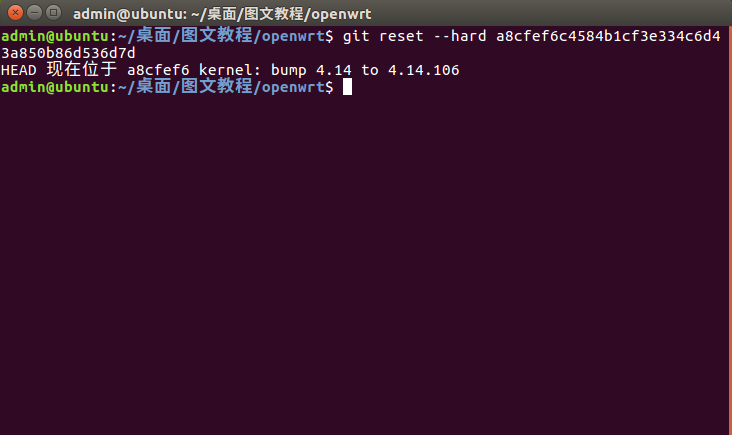 admin@ubuntu: ~/桌面/图文教程/openwrt
admin@ubuntu:~/桌面/图文教程/openwrt$ git reset --hard a8cfef6c4584b1cf3e334c6d4
3a850b86d536d7d
HEAD 现在位于 a8cfef6 kernel: bump 4.14 to 4.14.106
admin@ubuntu:~/桌面/图文教程/openwrt$